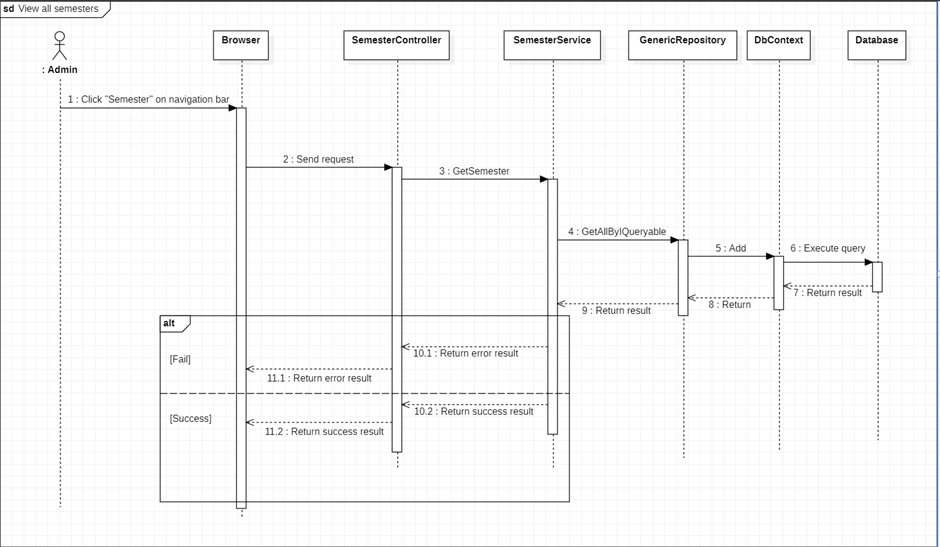 sd View all semesters
Browser
SemesterController
SemesterService
GenericRepository
DbContext
Database
: Admin
1 : Click "Semester" on navigation bar
2 : Send request
3 : GetSemester
4 : GetAllByIQueryable
5 : Add
6 : Execute query
7 : Return result
8 : Return
9 : Return result
alt
[Fail]
10.1 : Return error result
11.1 : Return error result
[Success]
10.2 : Return success result
11.2 : Return success result